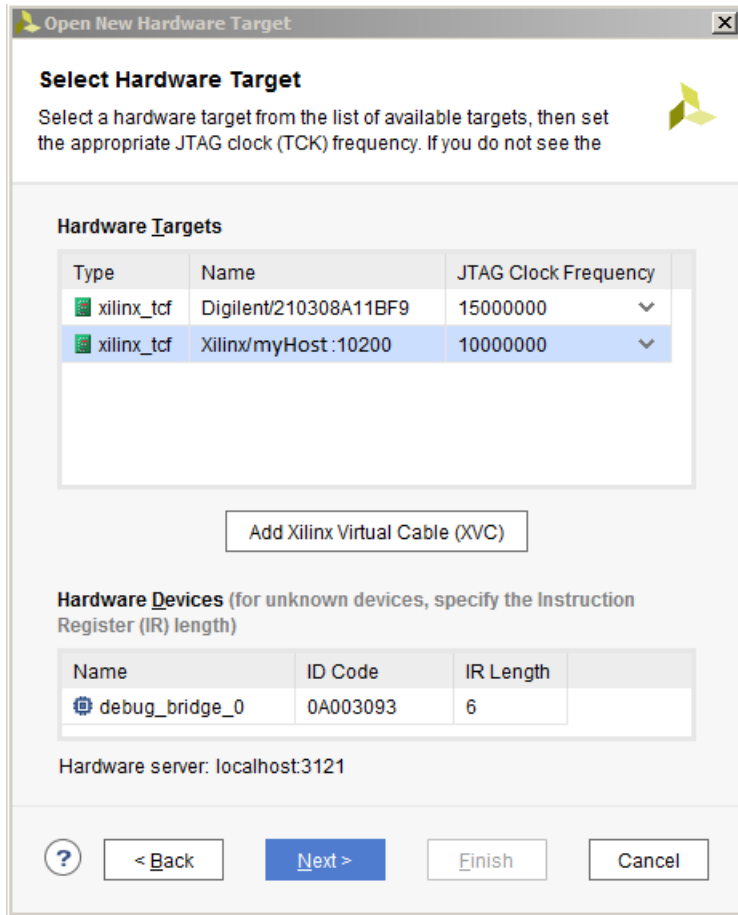 Open New Hardware Target
Select Hardware Target
Select a hardware target from the list of available targets, then set
the appropriate JTAG clock (TCK) frequency. If you do not see the
Hardware Targets
Type Name JTAG Clock Frequency
xilinx_tcf Digilent/210308A11BF9 15000000
xilinx_tcf Xilinx/myHost:10200 10000000
Add Xilinx Virtual Cable (XVC)
Hardware Devices (for unknown devices, specify the Instruction
Register (IR) length)
Name ID Code IR Length
debug_bridge_0 0A003093 6
Hardware server: localhost:3121
? < Back Next > Finish Cancel